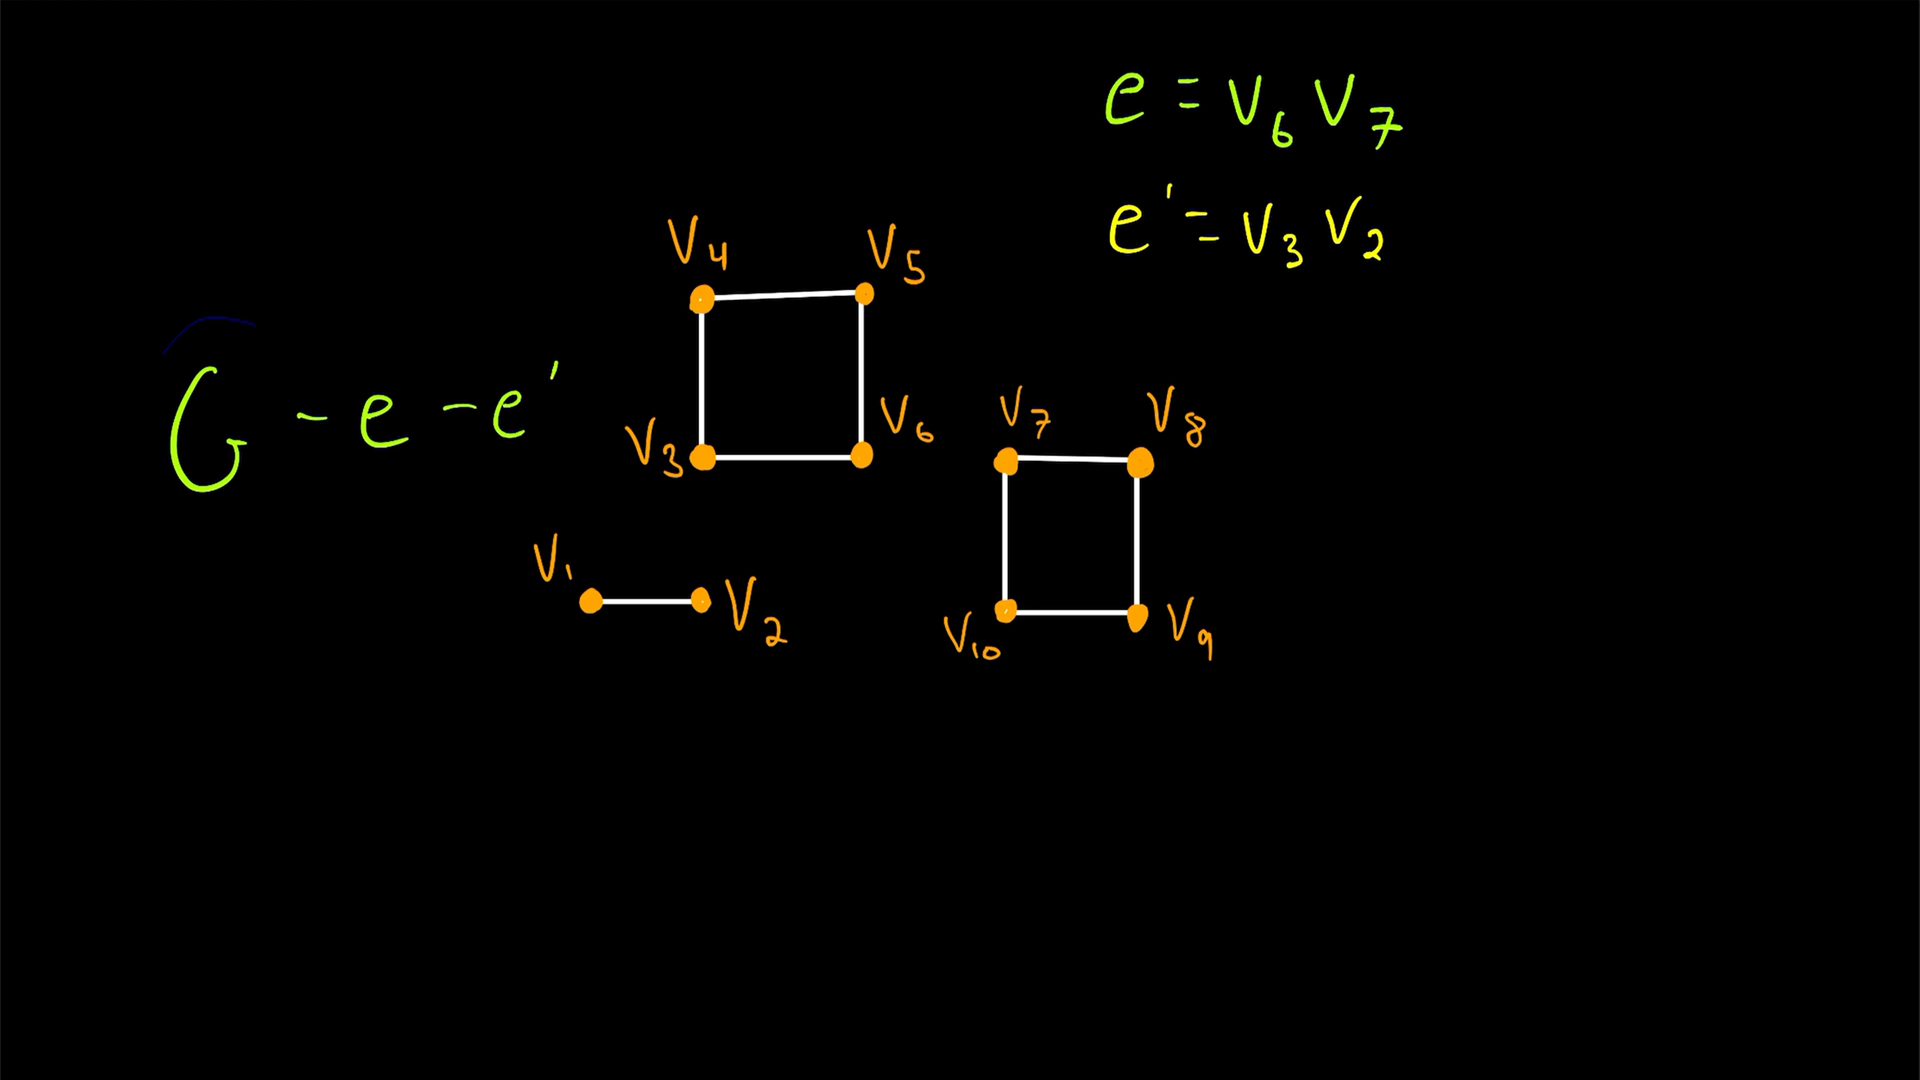 e = V₆ V₇
e' = V₃ V₂
V₄
V₅
G - e - e'
V₃
V₆
V₇
V₈
V₁
V₂
V₁₀
V₉